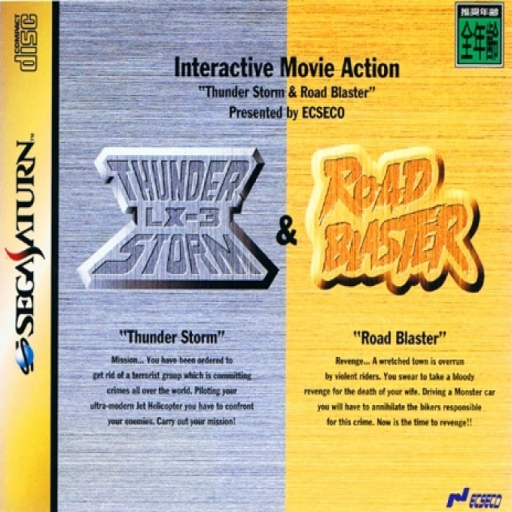 COMPACT
disc
SEGA SATURN™
推奨年齢
全年齢
Interactive Movie Action
"Thunder Storm & Road Blaster"
Presented by ECSECO
THUNDER
LX-3
STORM
&
ROAD
BLASTER
"Thunder Storm"
Mission... You have been ordered to
get rid of a terrorist group which is committing
crimes all over the world. Piloting your
ultra-modern Jet Helicopter you have to confront
your enemies. Carry out your mission!
"Road Blaster"
Revenge... A wretched town is overrun
by violent riders. You swear to take a bloody
revenge for the death of your wife. Driving a Monster car
you will have to annihilate the bikers responsible
for this crime. Now is the time to revenge!!
ECSECO